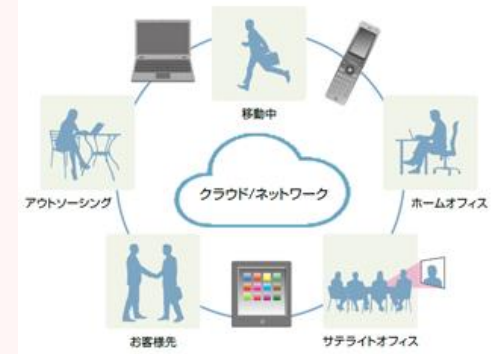 移動中
アウトソーシング
クラウド/ネットワーク
ホームオフィス
お客様先
サテライトオフィス